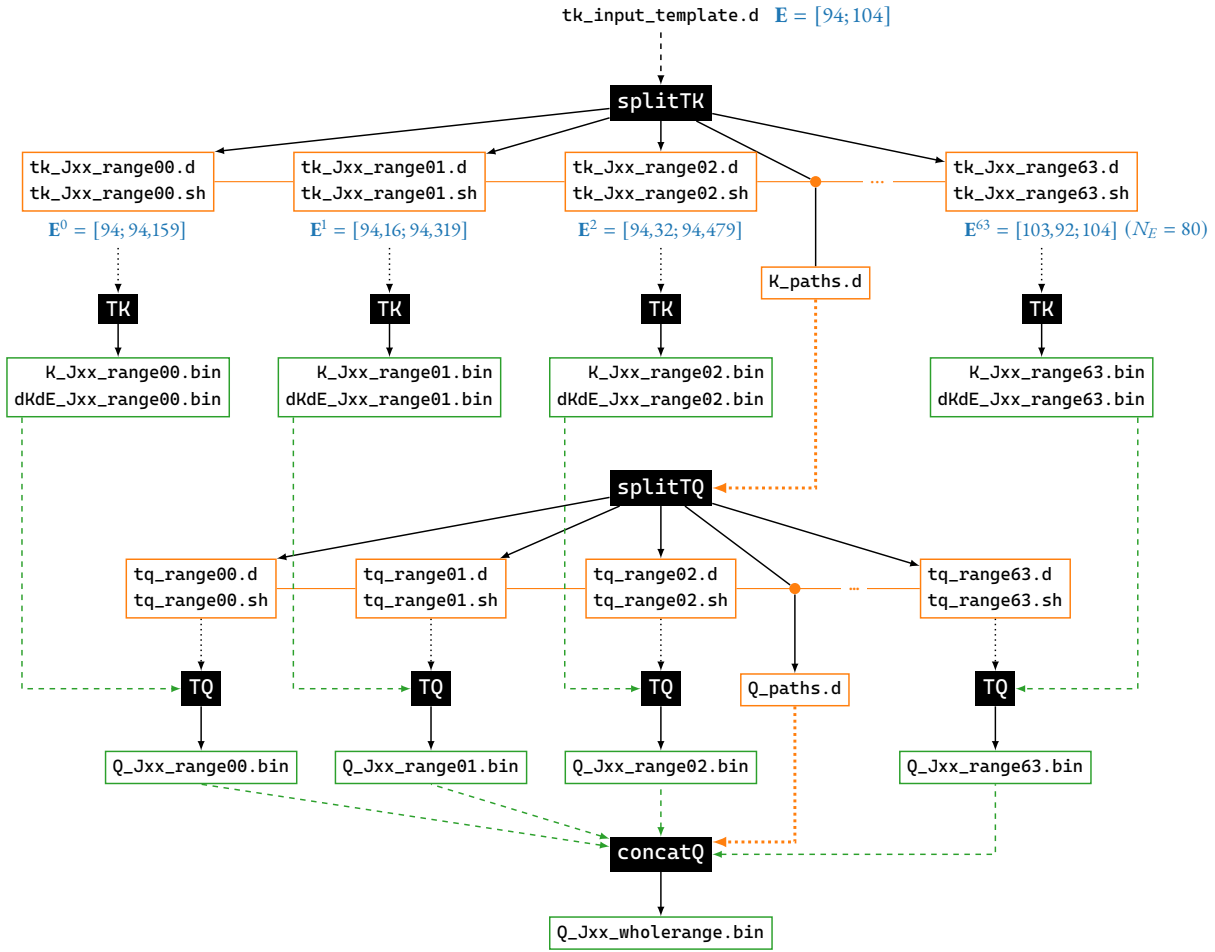 tk_input_template.d E = [94; 104]
splitTK
tk_Jxx_range00.d
tk_Jxx_range00.sh
tk_Jxx_range01.d
tk_Jxx_range01.sh
tk_Jxx_range02.d
tk_Jxx_range02.sh
...
tk_Jxx_range63.d
tk_Jxx_range63.sh
E⁰ = [94; 94,159]
E¹ = [94,16; 94,319]
E² = [94,32; 94,479]
E⁶³ = [103,92; 104] (N_E = 80)
K_paths.d
TK
TK
TK
TK
K_Jxx_range00.bin
dKdE_Jxx_range00.bin
K_Jxx_range01.bin
dKdE_Jxx_range01.bin
K_Jxx_range02.bin
dKdE_Jxx_range02.bin
K_Jxx_range63.bin
dKdE_Jxx_range63.bin
splitTQ
tq_range00.d
tq_range00.sh
tq_range01.d
tq_range01.sh
tq_range02.d
tq_range02.sh
...
tq_range63.d
tq_range63.sh
TQ
TQ
TQ
Q_paths.d
TQ
Q_Jxx_range00.bin
Q_Jxx_range01.bin
Q_Jxx_range02.bin
Q_Jxx_range63.bin
concatQ
Q_Jxx_wholerange.bin